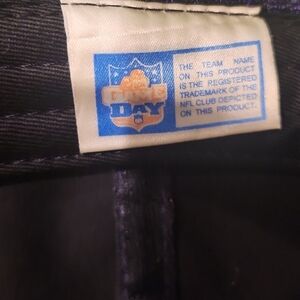 GAME
DAY
THE TEAM NAME
ON THIS PRODUCT
IS THE REGISTERED
TRADEMARK OF THE
NFL CLUB DEPICTED
ON THIS PRODUCT.